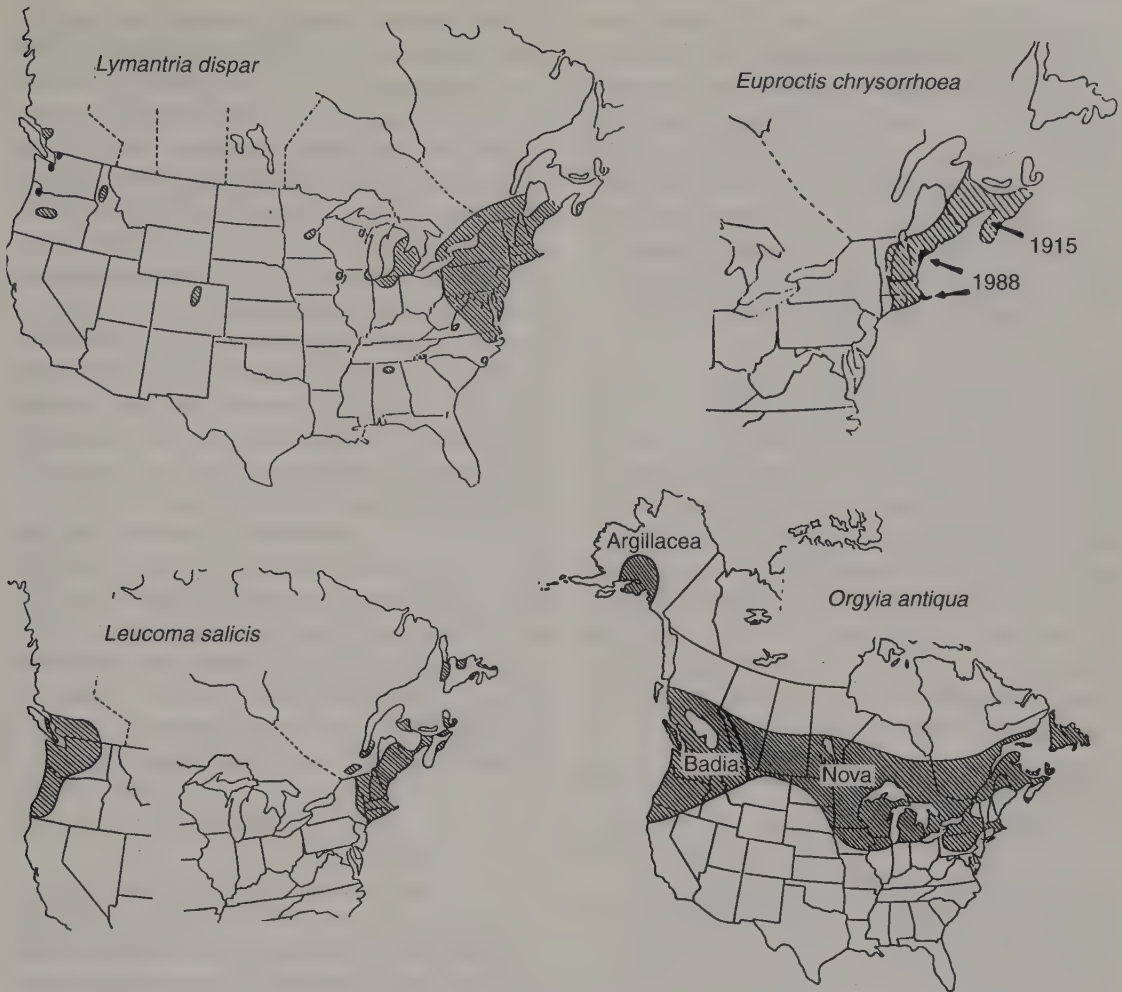 Lymantria dispar
Euproctis chrysorrhoea
1915
1988
Leucoma salicis
Argillacea
Orgyia antiqua
Badia
Nova